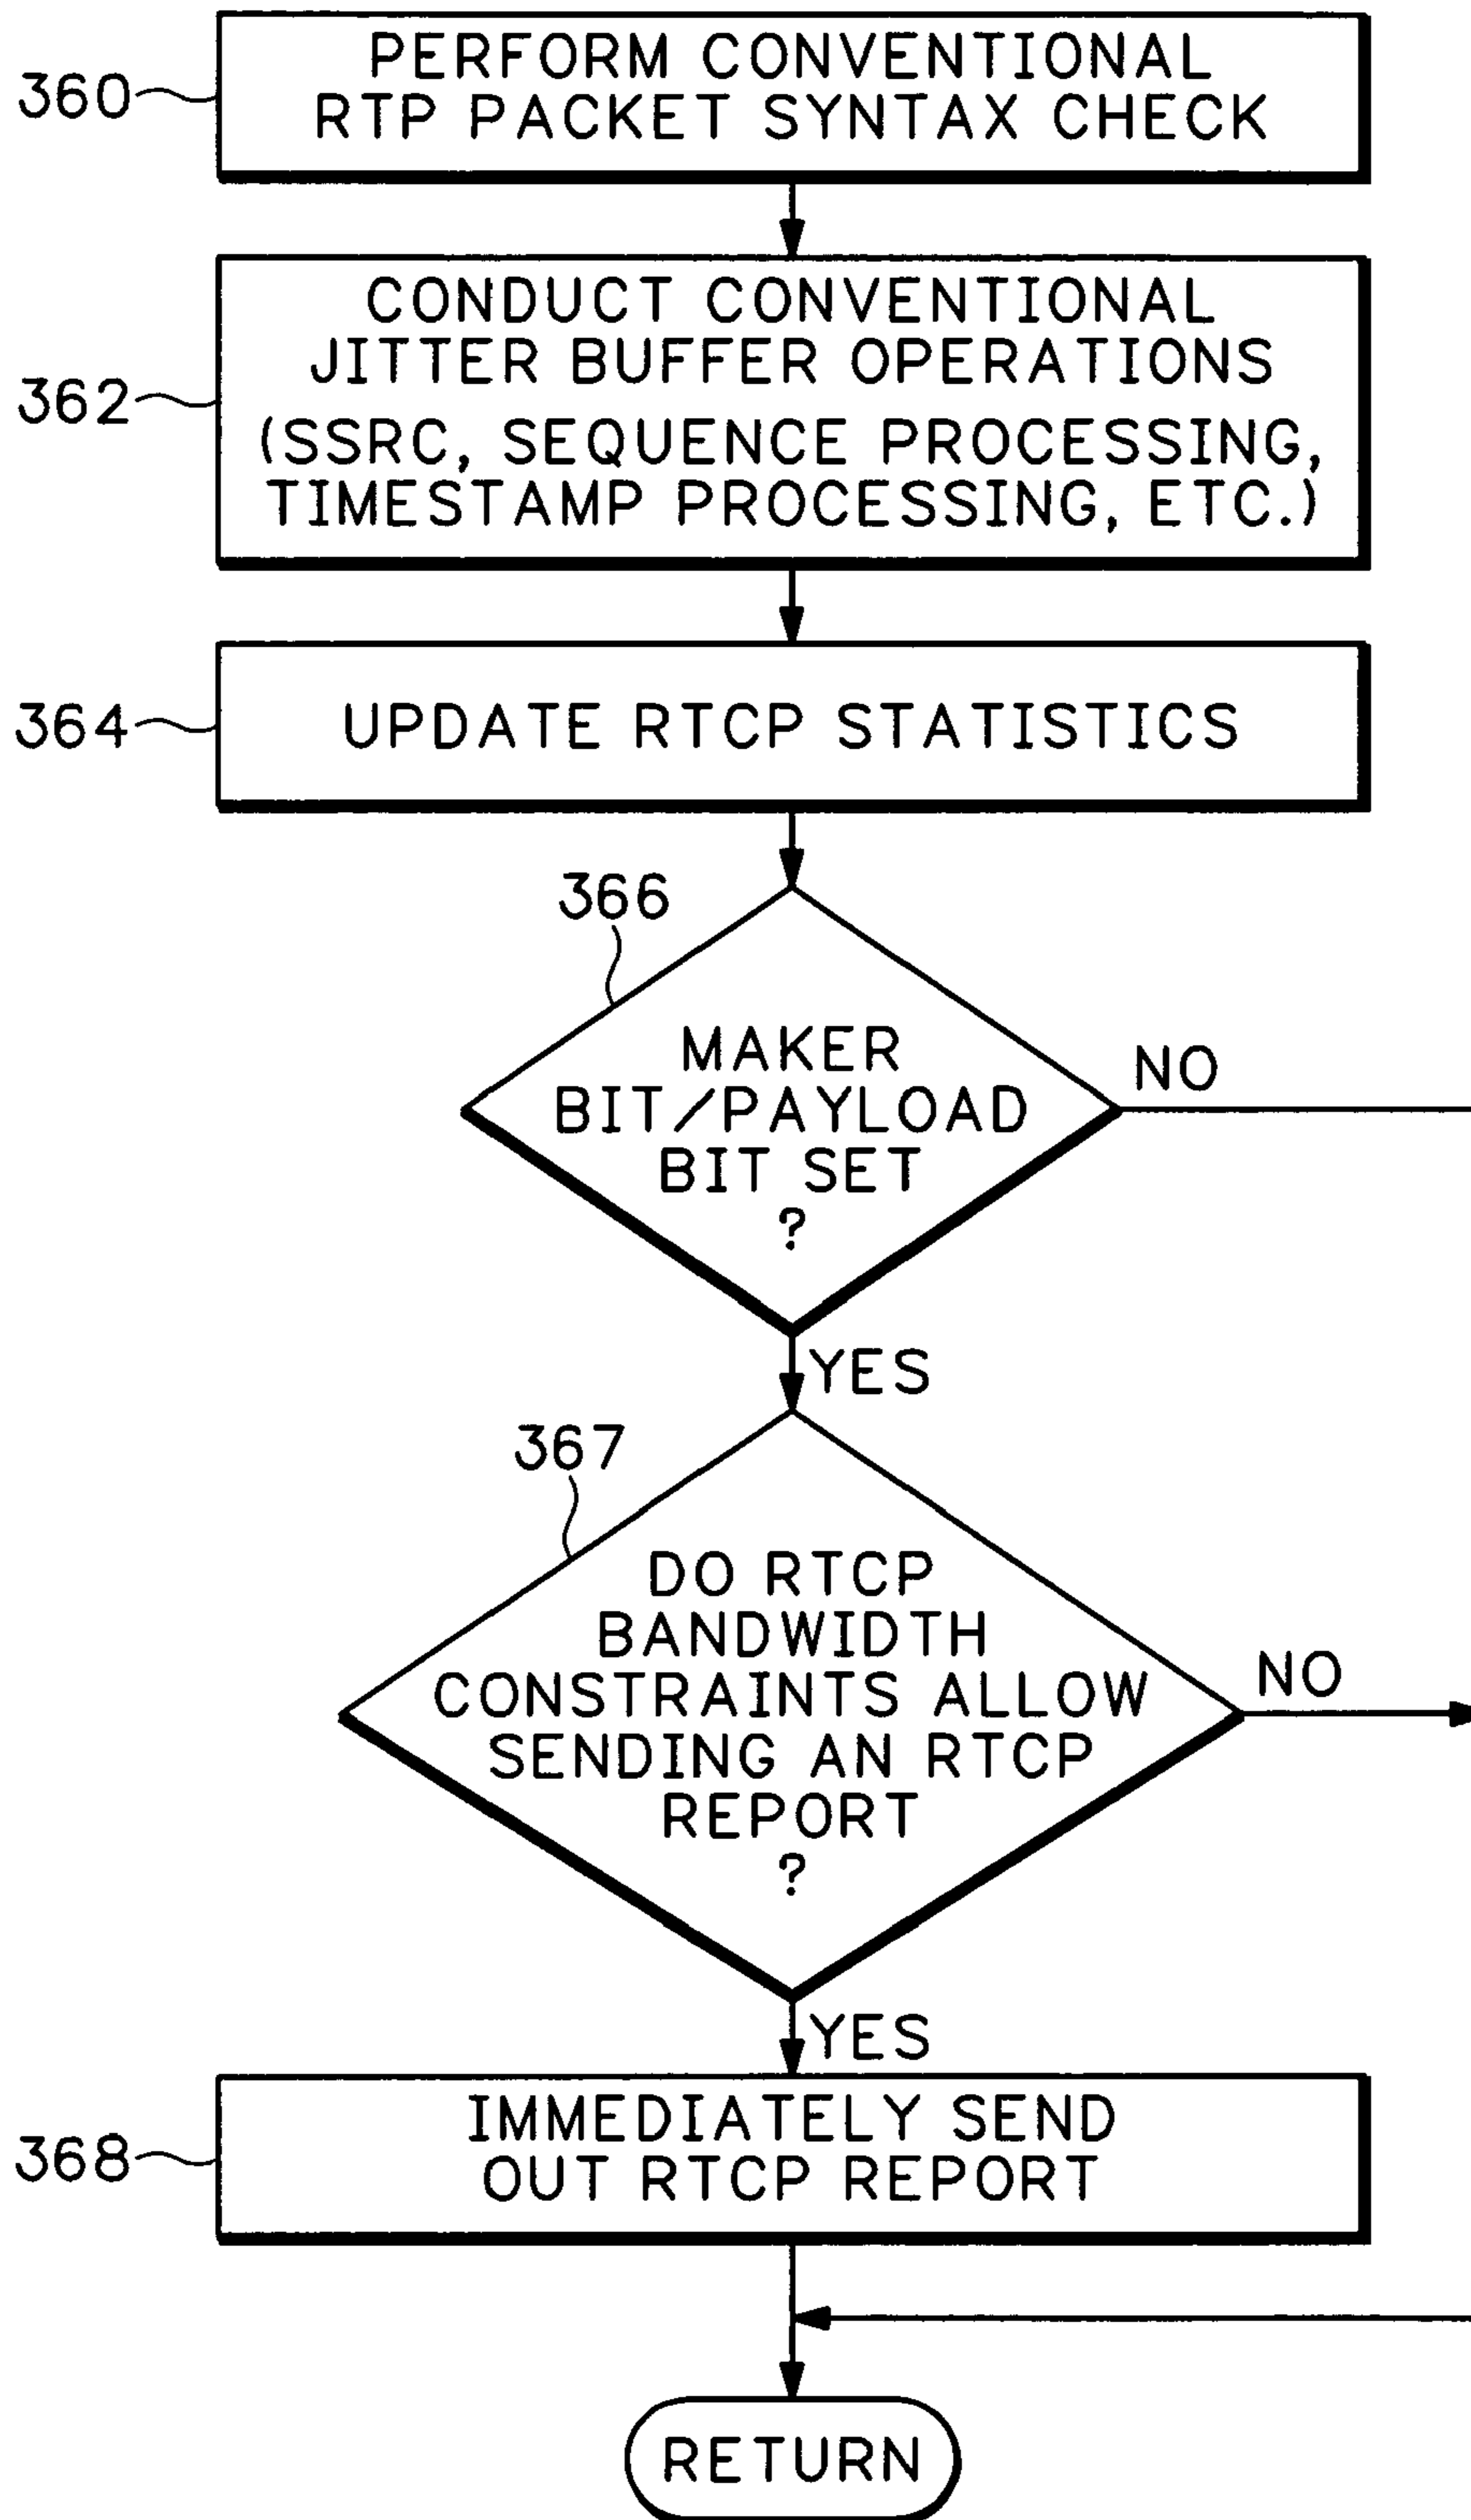 360
PERFORM CONVENTIONAL
RTP PACKET SYNTAX CHECK
362
CONDUCT CONVENTIONAL
JITTER BUFFER OPERATIONS
(SSRC, SEQUENCE PROCESSING,
TIMESTAMP PROCESSING, ETC.)
364
UPDATE RTCP STATISTICS
366
MAKER
BIT/PAYLOAD
BIT SET
?
NO
YES
367
DO RTCP
BANDWIDTH
CONSTRAINTS ALLOW
SENDING AN RTCP
REPORT
?
NO
YES
368
IMMEDIATELY SEND
OUT RTCP REPORT
RETURN